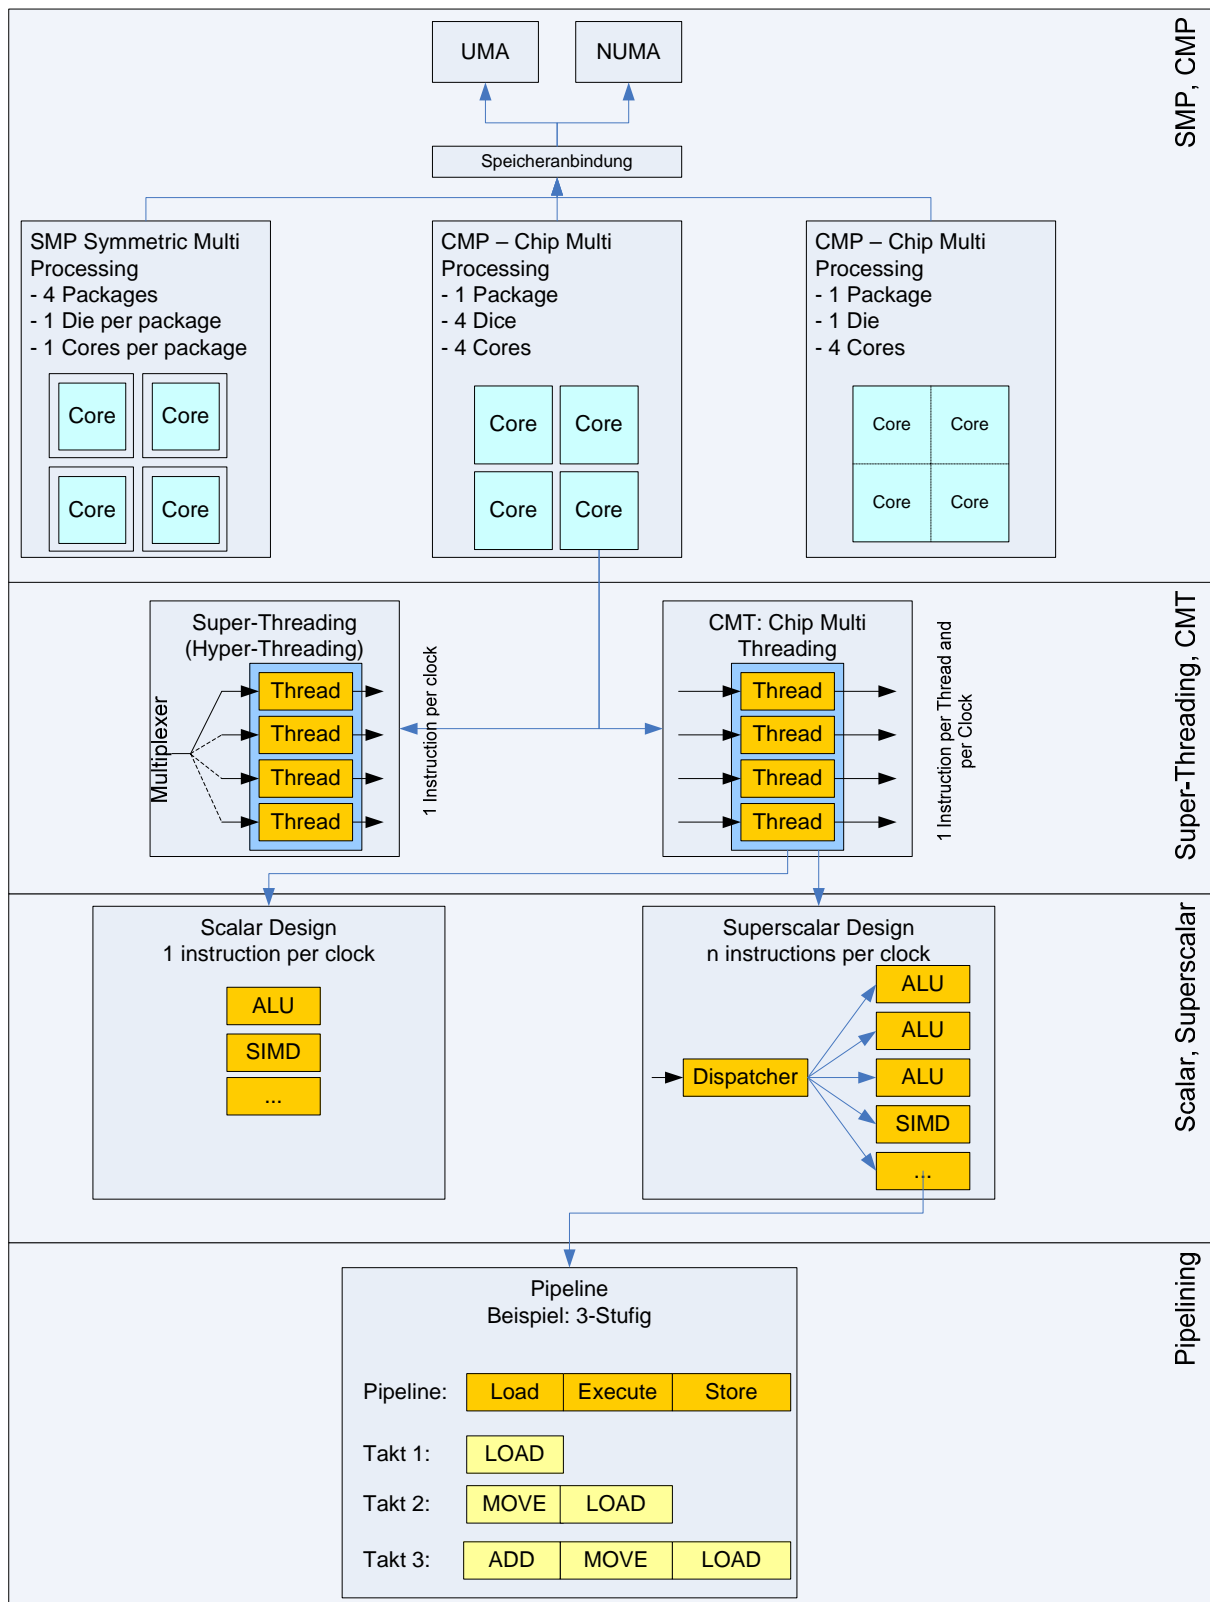 SMP, CMP
UMA
NUMA
Speicheranbindung
SMP Symmetric Multi
Processing
- 4 Packages
- 1 Die per package
- 1 Cores per package
Core
Core
Core
Core
CMP – Chip Multi
Processing
- 1 Package
- 4 Dice
- 4 Cores
Core
Core
Core
Core
CMP – Chip Multi
Processing
- 1 Package
- 1 Die
- 4 Cores
Core
Core
Core
Core
Super-Threading, CMT
Super-Threading
(Hyper-Threading)
Multiplexer
Thread
Thread
Thread
Thread
1 Instruction per clock
CMT: Chip Multi
Threading
Thread
Thread
Thread
Thread
1 Instruction per Thread and
per Clock
Scalar, Superscalar
Scalar Design
1 instruction per clock
ALU
SIMD
...
Superscalar Design
n instructions per clock
Dispatcher
ALU
ALU
ALU
SIMD
...
Pipelining
Pipeline
Beispiel: 3-Stufig
Pipeline: Load Execute Store
Takt 1: LOAD
Takt 2: MOVE LOAD
Takt 3: ADD MOVE LOAD